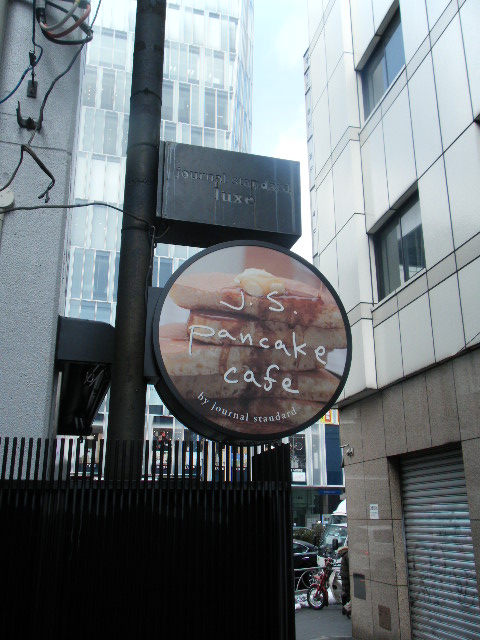 journal standard
luxe
J.S.
pancake
cafe
by journal standard